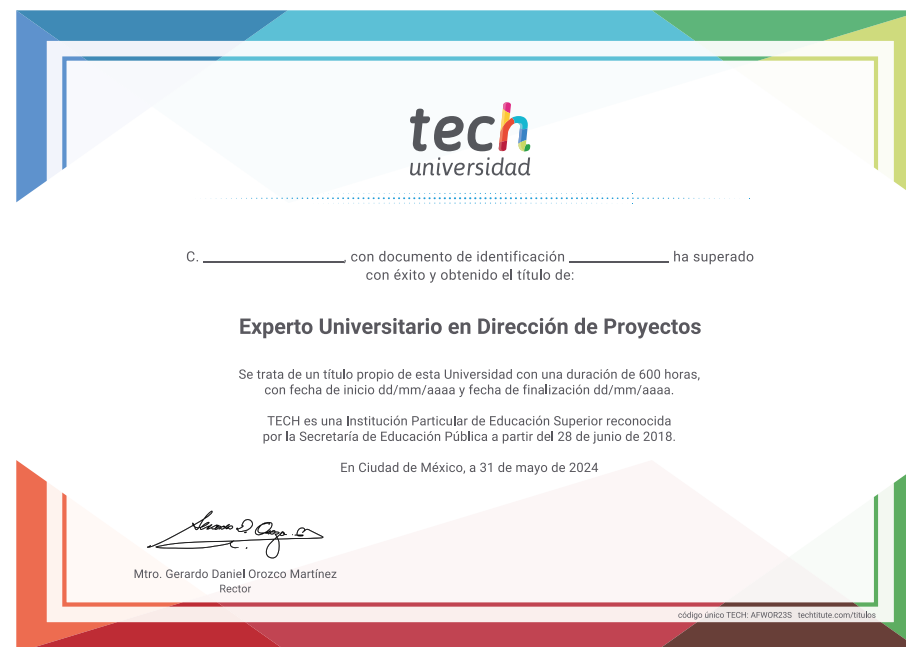 tech
universidad
C. ____________________, con documento de identificación ______________ ha superado
con éxito y obtenido el título de:
Experto Universitario en Dirección de Proyectos
Se trata de un título propio de esta Universidad con una duración de 600 horas,
con fecha de inicio dd/mm/aaaa y fecha de finalización dd/mm/aaaa.
TECH es una Institución Particular de Educación Superior reconocida
por la Secretaría de Educación Pública a partir del 28 de junio de 2018.
En Ciudad de México, a 31 de mayo de 2024
Mtro. Gerardo Daniel Orozco Martínez
Rector
código único TECH: AFWOR23S techtitute.com/titulos